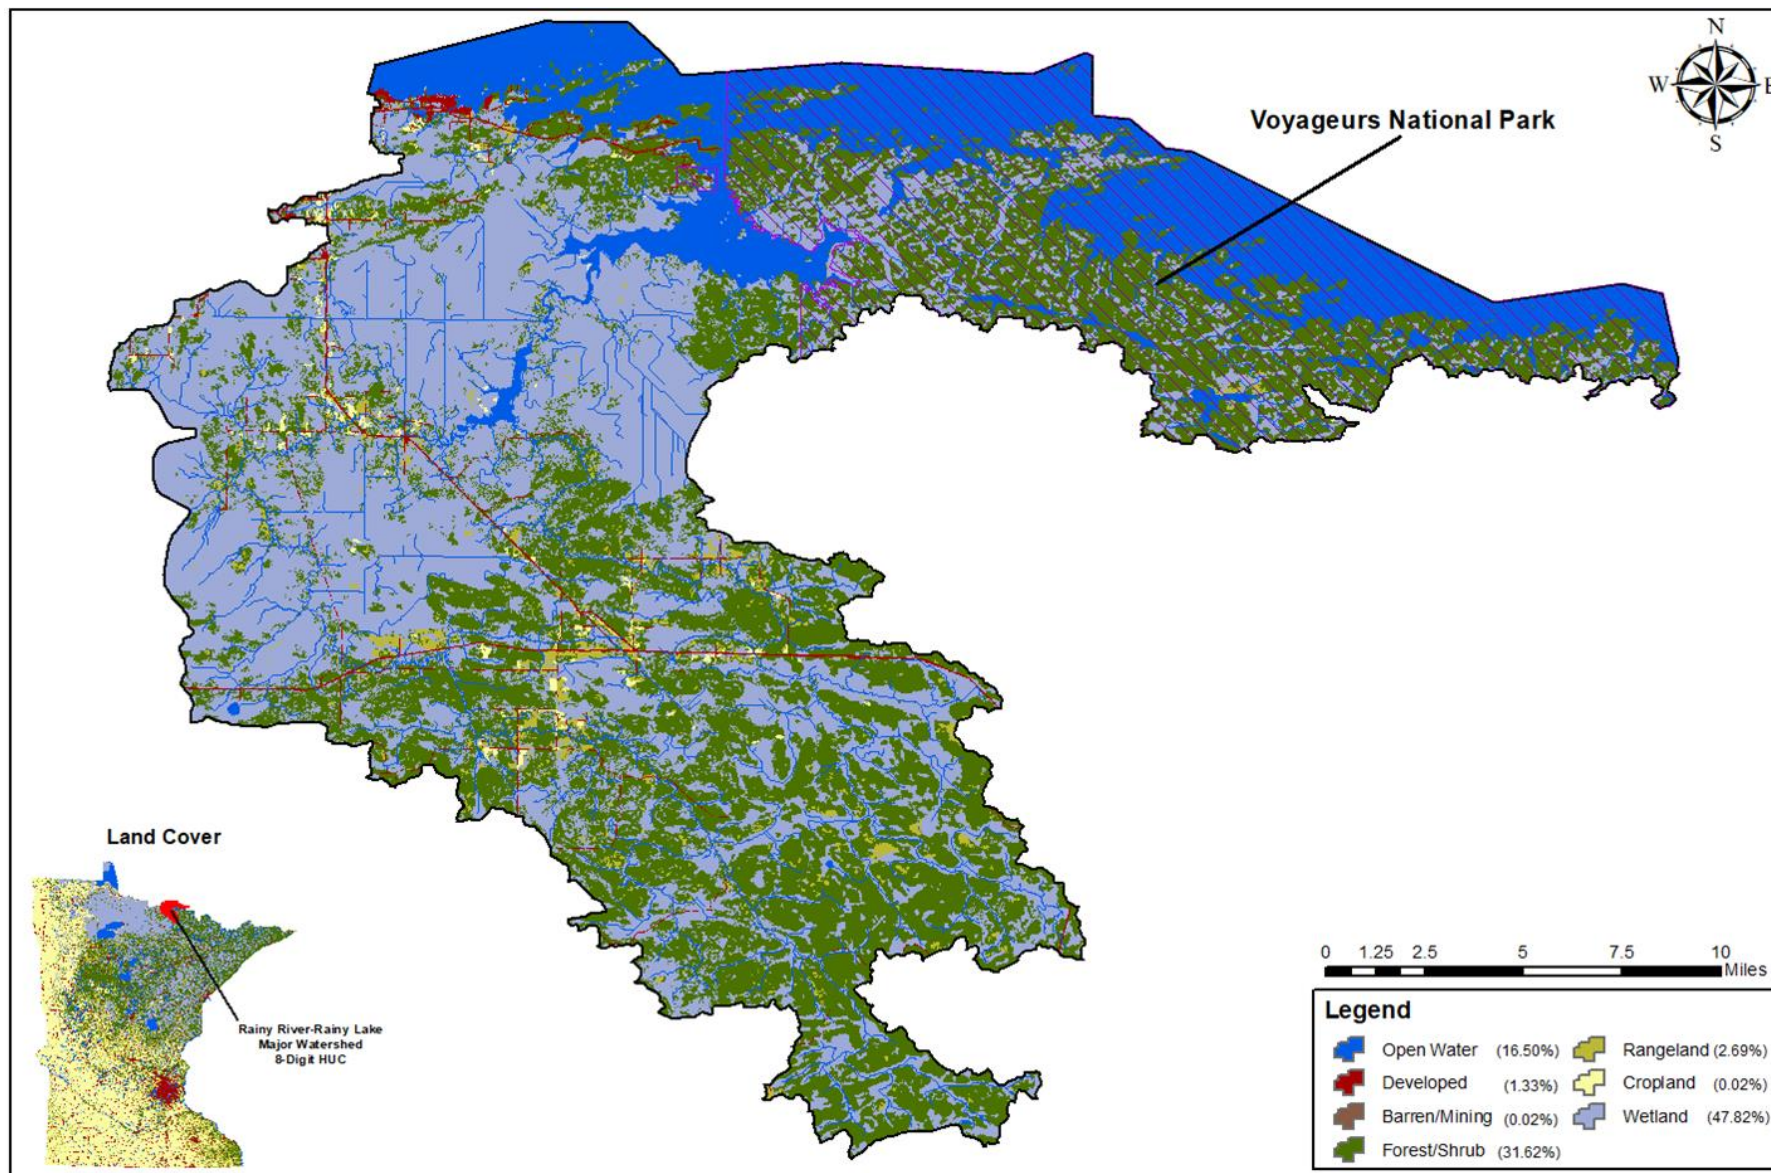 N
W
E
S
Voyageurs National Park
Land Cover
Rainy River-Rainy Lake
Major Watershed
8-Digit HUC
0 1.25 2.5 5 7.5 10
Miles
Legend
Open Water (16.50%) Rangeland (2.69%)
Developed (1.33%) Cropland (0.02%)
Barren/Mining (0.02%) Wetland (47.82%)
Forest/Shrub (31.62%)